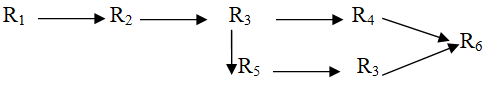 R₁ R₂ R₃ R₄
R₆
R₅ R₃